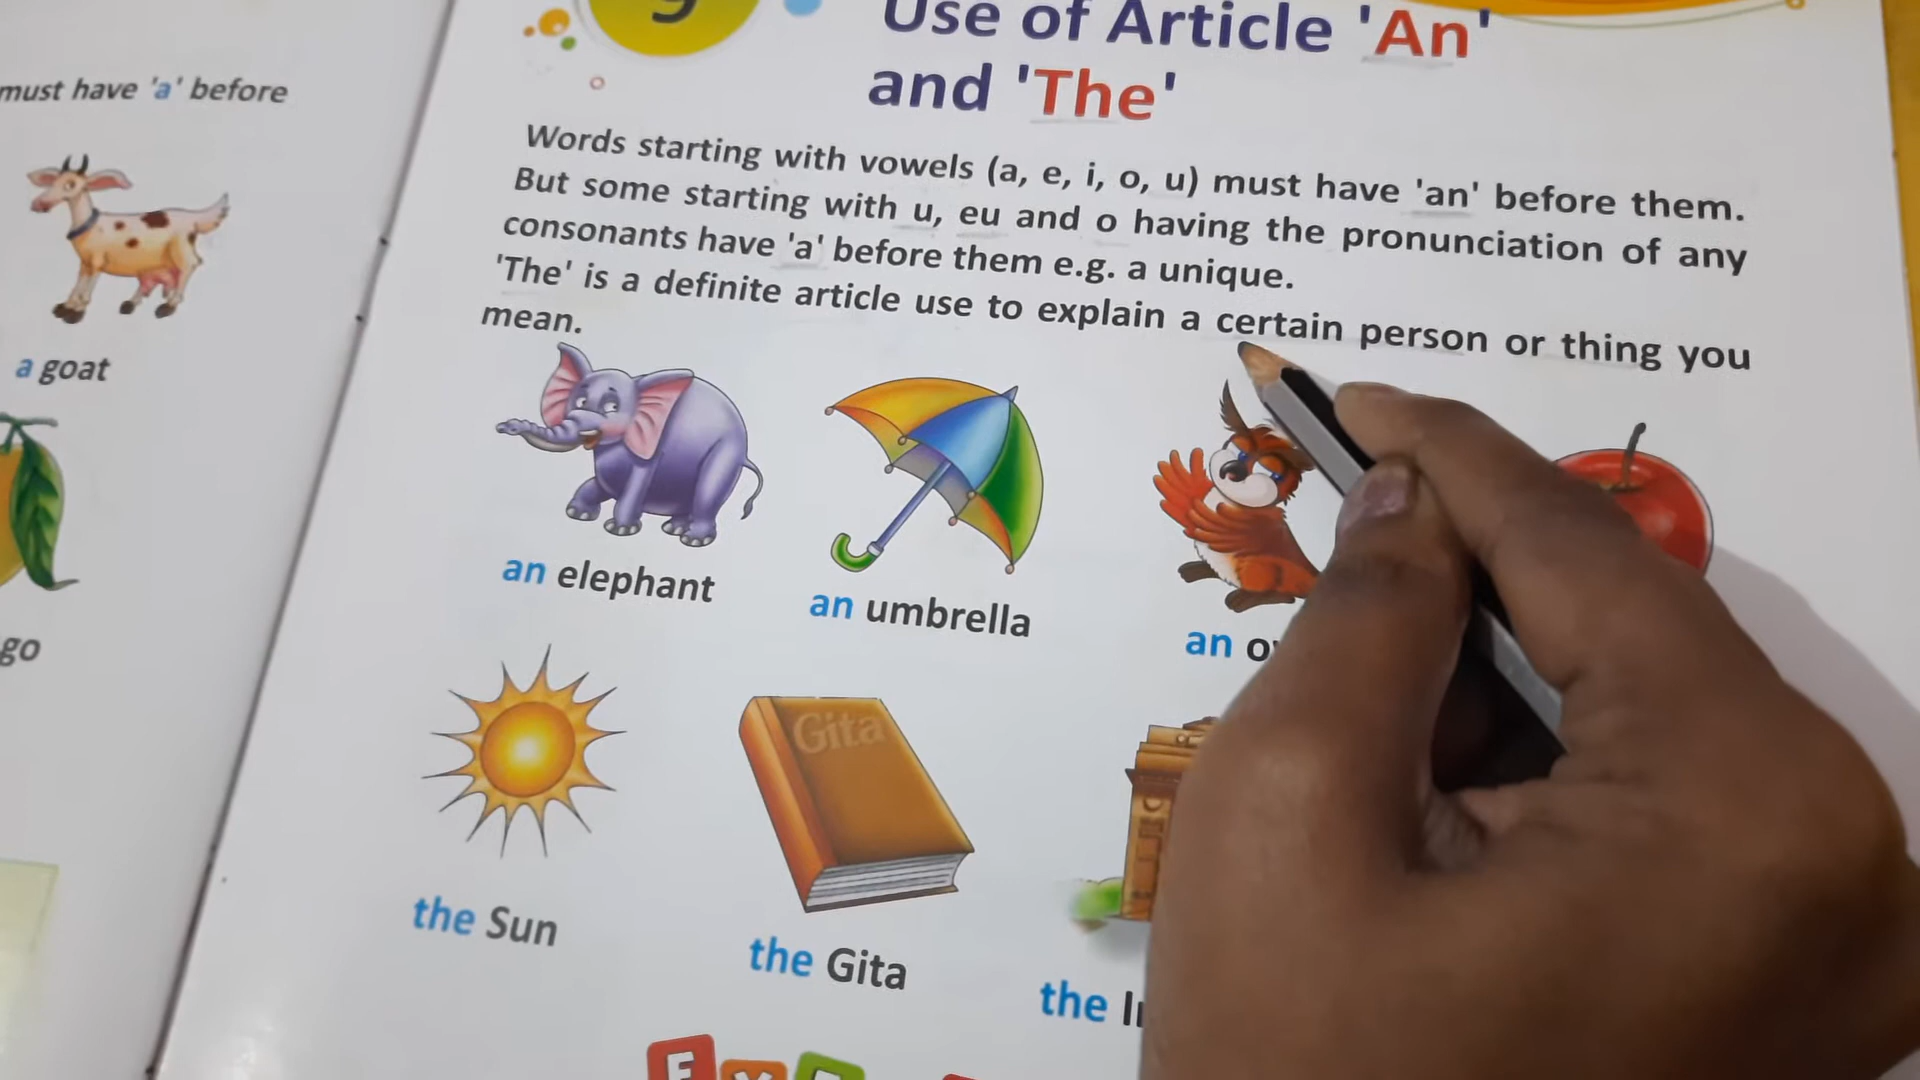 must have 'a' before
a goat
go
9
Use of Article 'An'
and 'The'
Words starting with vowels (a, e, i, o, u) must have 'an' before them.
But some starting with u, eu and o having the pronunciation of any
consonants have 'a' before them e.g. a unique.
'The' is a definite article use to explain a certain person or thing you
mean.
an elephant
an umbrella
an
Gita
the Sun
the Gita
the